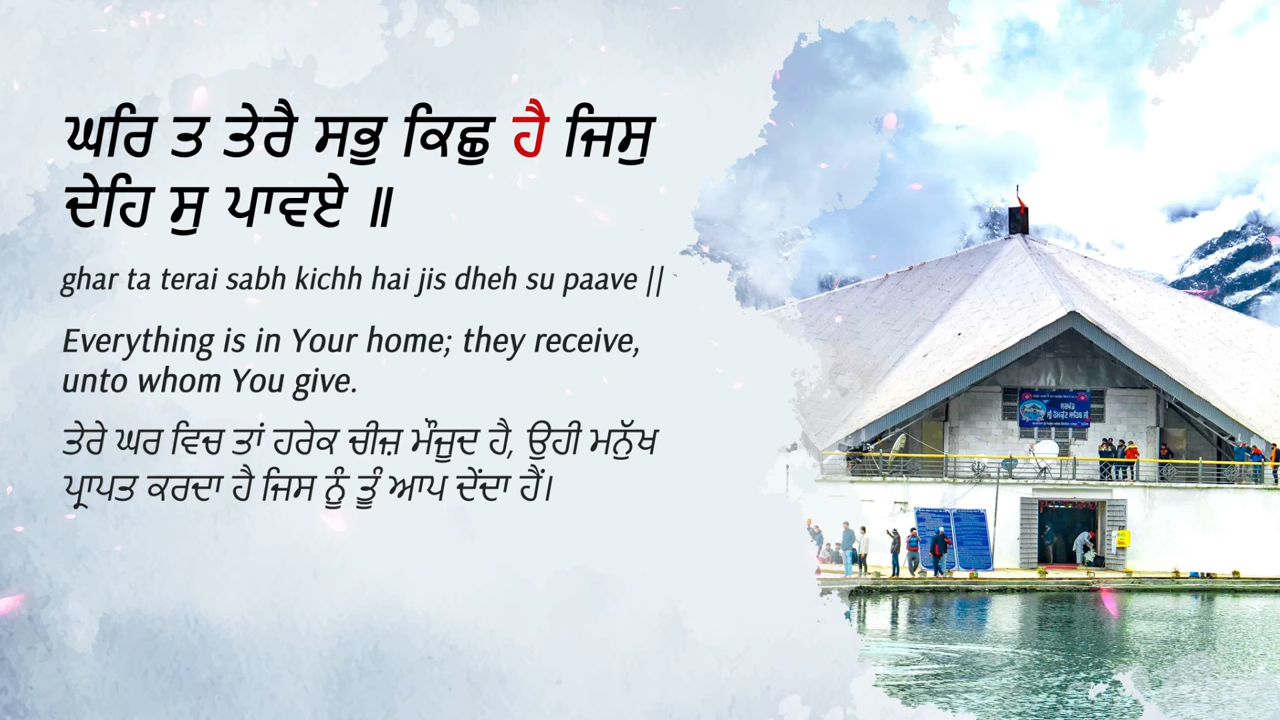 ਘਰਿ ਤ ਤੇਰੈ ਸਭੁ ਕਿਛੁ ਹੈ ਜਿਸੁ
ਦੇਹਿ ਸੁ ਪਾਵਏ ॥
ghar ta terai sabh kichh hai jis dheh su paave ||
Everything is in Your home; they receive,
unto whom You give.
ਤੇਰੇ ਘਰ ਵਿਚ ਤਾਂ ਹਰੇਕ ਚੀਜ਼ ਮੌਜੂਦ ਹੈ, ਉਹੀ ਮਨੁੱਖ
ਪ੍ਰਾਪਤ ਕਰਦਾ ਹੈ ਜਿਸ ਨੂੰ ਤੂੰ ਆਪ ਦੇਂਦਾ ਹੈਂ।
ਸ੍ਰੀ ਹੇਮਕੁੰਟ ਸਾਹਿਬ ਜੀ